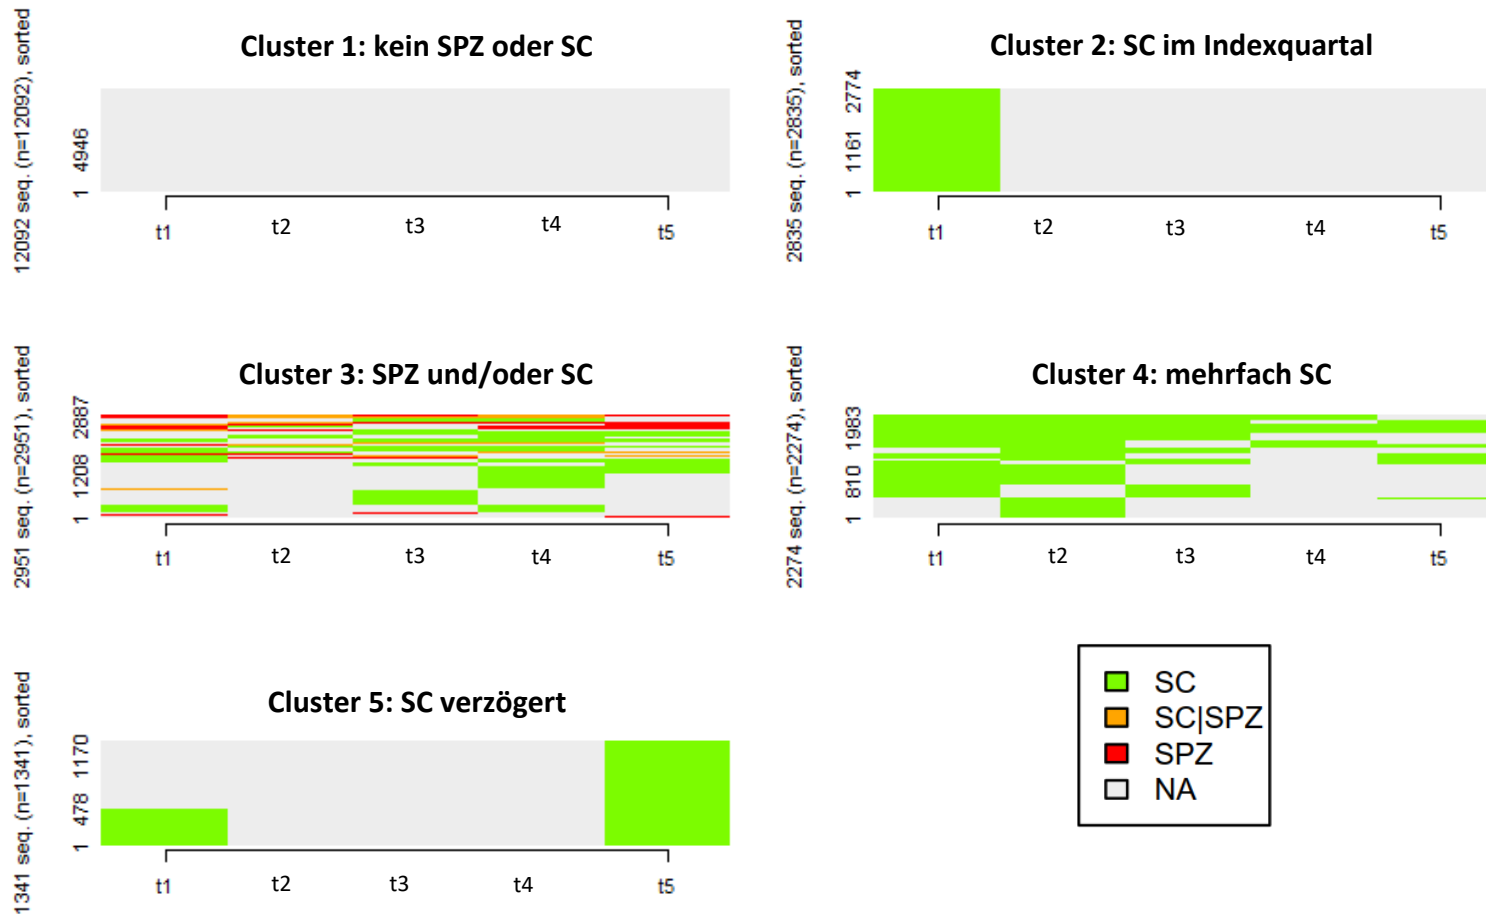 Cluster 1: kein SPZ oder SC
12092 seq. (n=12092), sorted
1 4946
t1 t2 t3 t4 t5
Cluster 2: SC im Indexquartal
2835 seq. (n=2835), sorted
1 1161 2774
t1 t2 t3 t4 t5
Cluster 3: SPZ und/oder SC
2951 seq. (n=2951), sorted
1 1208 2887
t1 t2 t3 t4 t5
Cluster 4: mehrfach SC
2274 seq. (n=2274), sorted
1 810 1983
t1 t2 t3 t4 t5
Cluster 5: SC verzögert
1341 seq. (n=1341), sorted
1 478 1170
t1 t2 t3 t4 t5
SC
SC|SPZ
SPZ
NA